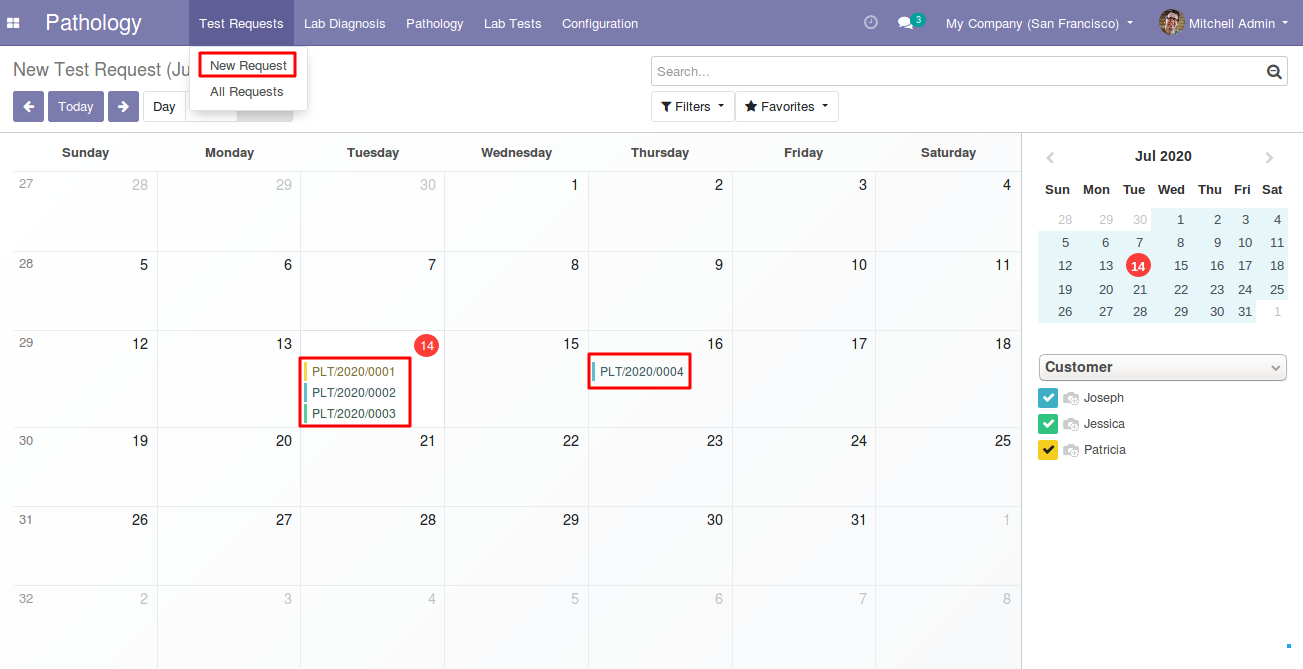 Pathology Test Requests Lab Diagnosis Pathology Lab Tests Configuration 3 My Company (San Francisco) Mitchell Admin
New Request
All Requests
New Test Request (Ju
Search...
Today Day
Filters Favorites
Sunday Monday Tuesday Wednesday Thursday Friday Saturday
27 28 29 30 1 2 3 4
28 5 6 7 8 9 10 11
29 12 13 14 15 16 17 18
PLT/2020/0001 PLT/2020/0004
PLT/2020/0002
PLT/2020/0003
30 19 20 21 22 23 24 25
31 26 27 28 29 30 31 1
32 2 3 4 5 6 7 8
Jul 2020
Sun Mon Tue Wed Thu Fri Sat
28 29 30 1 2 3 4
5 6 7 8 9 10 11
12 13 14 15 16 17 18
19 20 21 22 23 24 25
26 27 28 29 30 31 1
Customer
Joseph
Jessica
Patricia